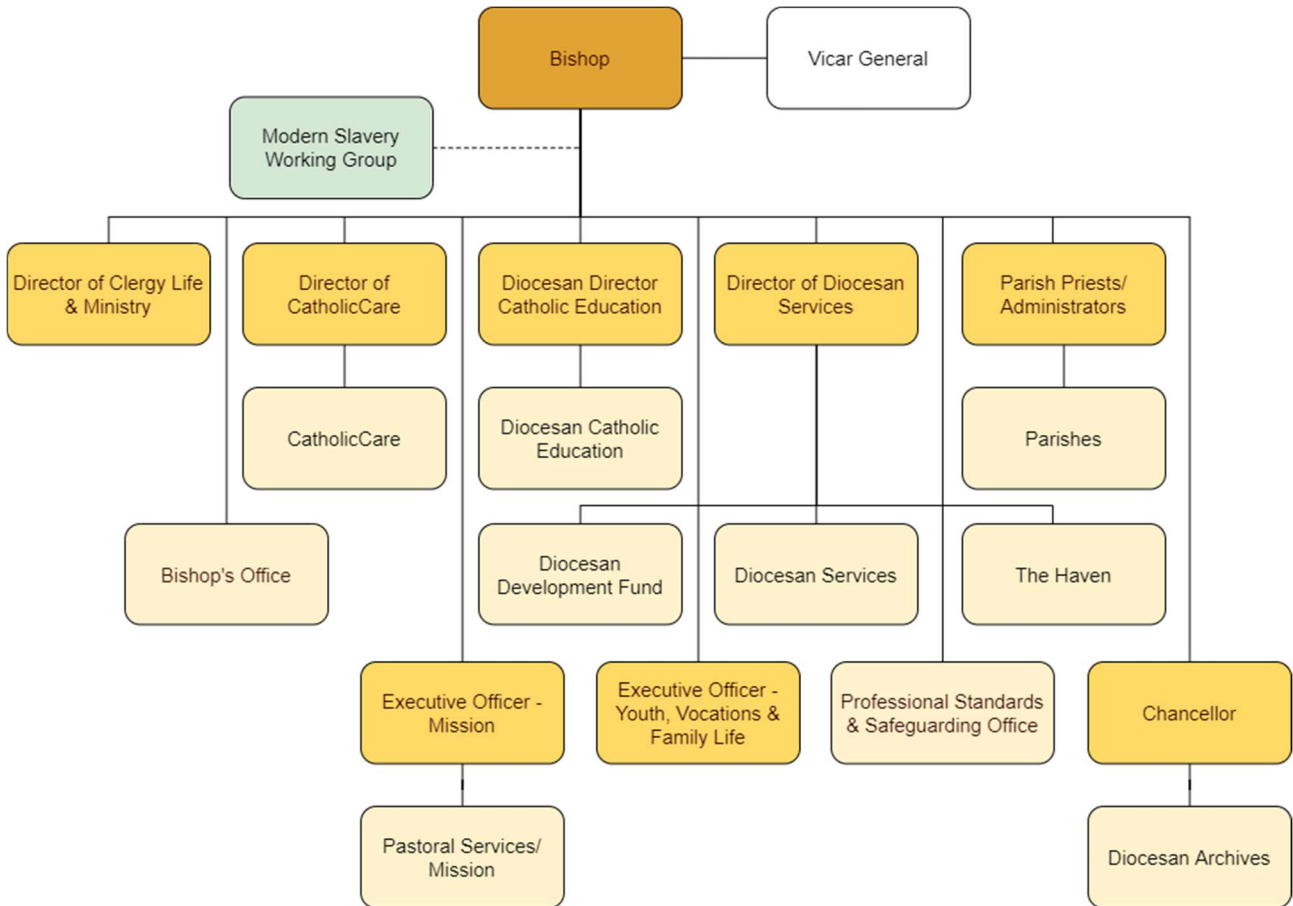 Bishop
Vicar General
Modern Slavery
Working Group
Director of Clergy Life
& Ministry
Director of
CatholicCare
Diocesan Director
Catholic Education
Director of Diocesan
Services
Parish Priests/
Administrators
CatholicCare
Diocesan Catholic
Education
Parishes
Bishop's Office
Diocesan
Development Fund
Diocesan Services
The Haven
Executive Officer -
Mission
Executive Officer -
Youth, Vocations &
Family Life
Professional Standards
& Safeguarding Office
Chancellor
Pastoral Services/
Mission
Diocesan Archives